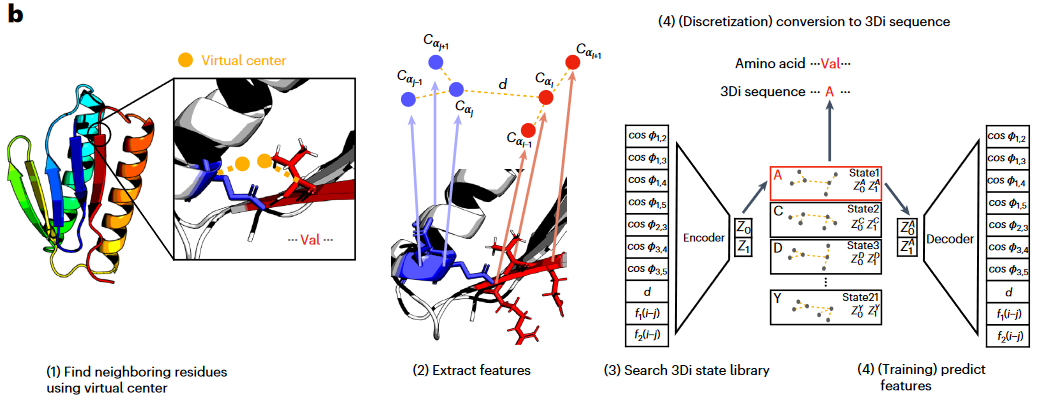 b
(4) (Discretization) conversion to 3Di sequence
Virtual center
Cαj+1
Cαi+1
Cαj–1
Cαj
d
Cαi
Cαi–1
Amino acid ···Val···
3Di sequence ··· A ···
··· Val ···
cos ϕ1,2
cos ϕ1,3
cos ϕ1,4
cos ϕ1,5
cos ϕ2,3
cos ϕ3,4
cos ϕ3,5
d
f1(i–j)
f2(i–j)
Encoder
Z0
Z1
A State1
Z0A Z1A
C State2
Z0C Z1C
D State3
Z0D Z1D
⋮
Y State21
Z0Y Z1Y
Z0A
Z1A
Decoder
cos ϕ1,2
cos ϕ1,3
cos ϕ1,4
cos ϕ1,5
cos ϕ2,3
cos ϕ3,4
cos ϕ3,5
d
f1(i–j)
f2(i–j)
(1) Find neighboring residues
using virtual center
(2) Extract features
(3) Search 3Di state library
(4) (Training) predict
features